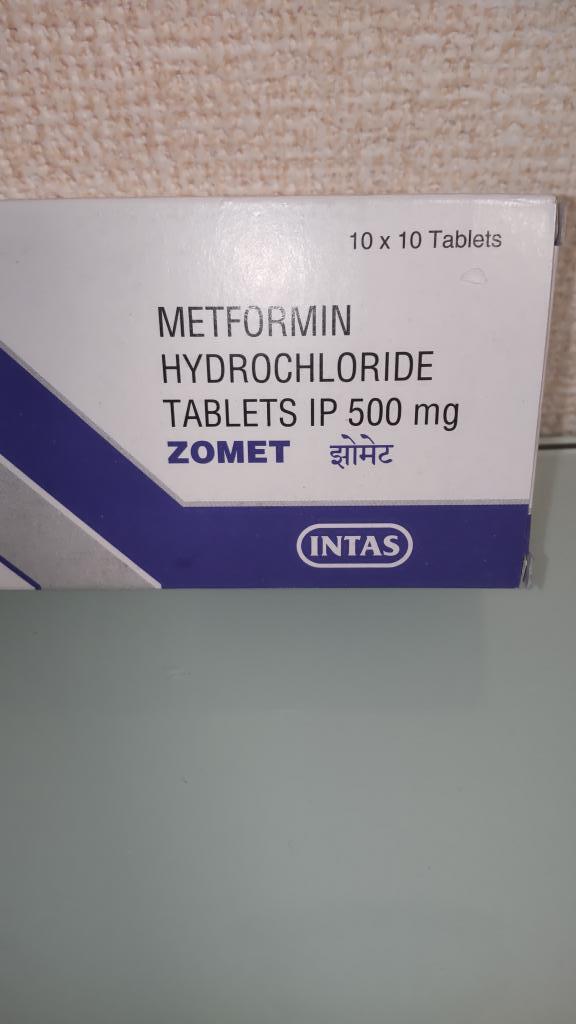 10 x 10 Tablets
METFORMIN
HYDROCHLORIDE
TABLETS IP 500 mg
ZOMET झोमेट
INTAS